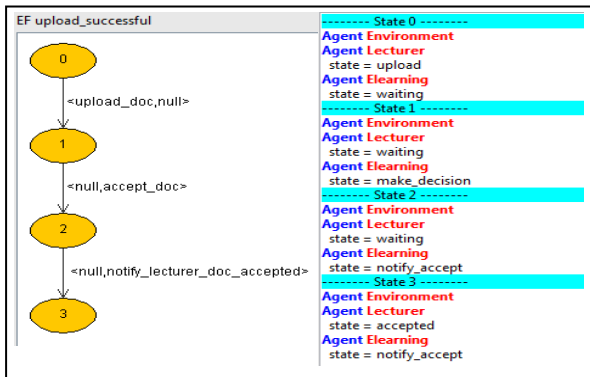 EF upload_successful
0
<upload_doc,null>
1
<null,accept_doc>
2
<null,notify_lecturer_doc_accepted>
3
-------- State 0 --------
Agent Environment
Agent Lecturer
state = upload
Agent Elearning
state = waiting
-------- State 1 --------
Agent Environment
Agent Lecturer
state = waiting
Agent Elearning
state = make_decision
-------- State 2 --------
Agent Environment
Agent Lecturer
state = waiting
Agent Elearning
state = notify_accept
-------- State 3 --------
Agent Environment
Agent Lecturer
state = accepted
Agent Elearning
state = notify_accept